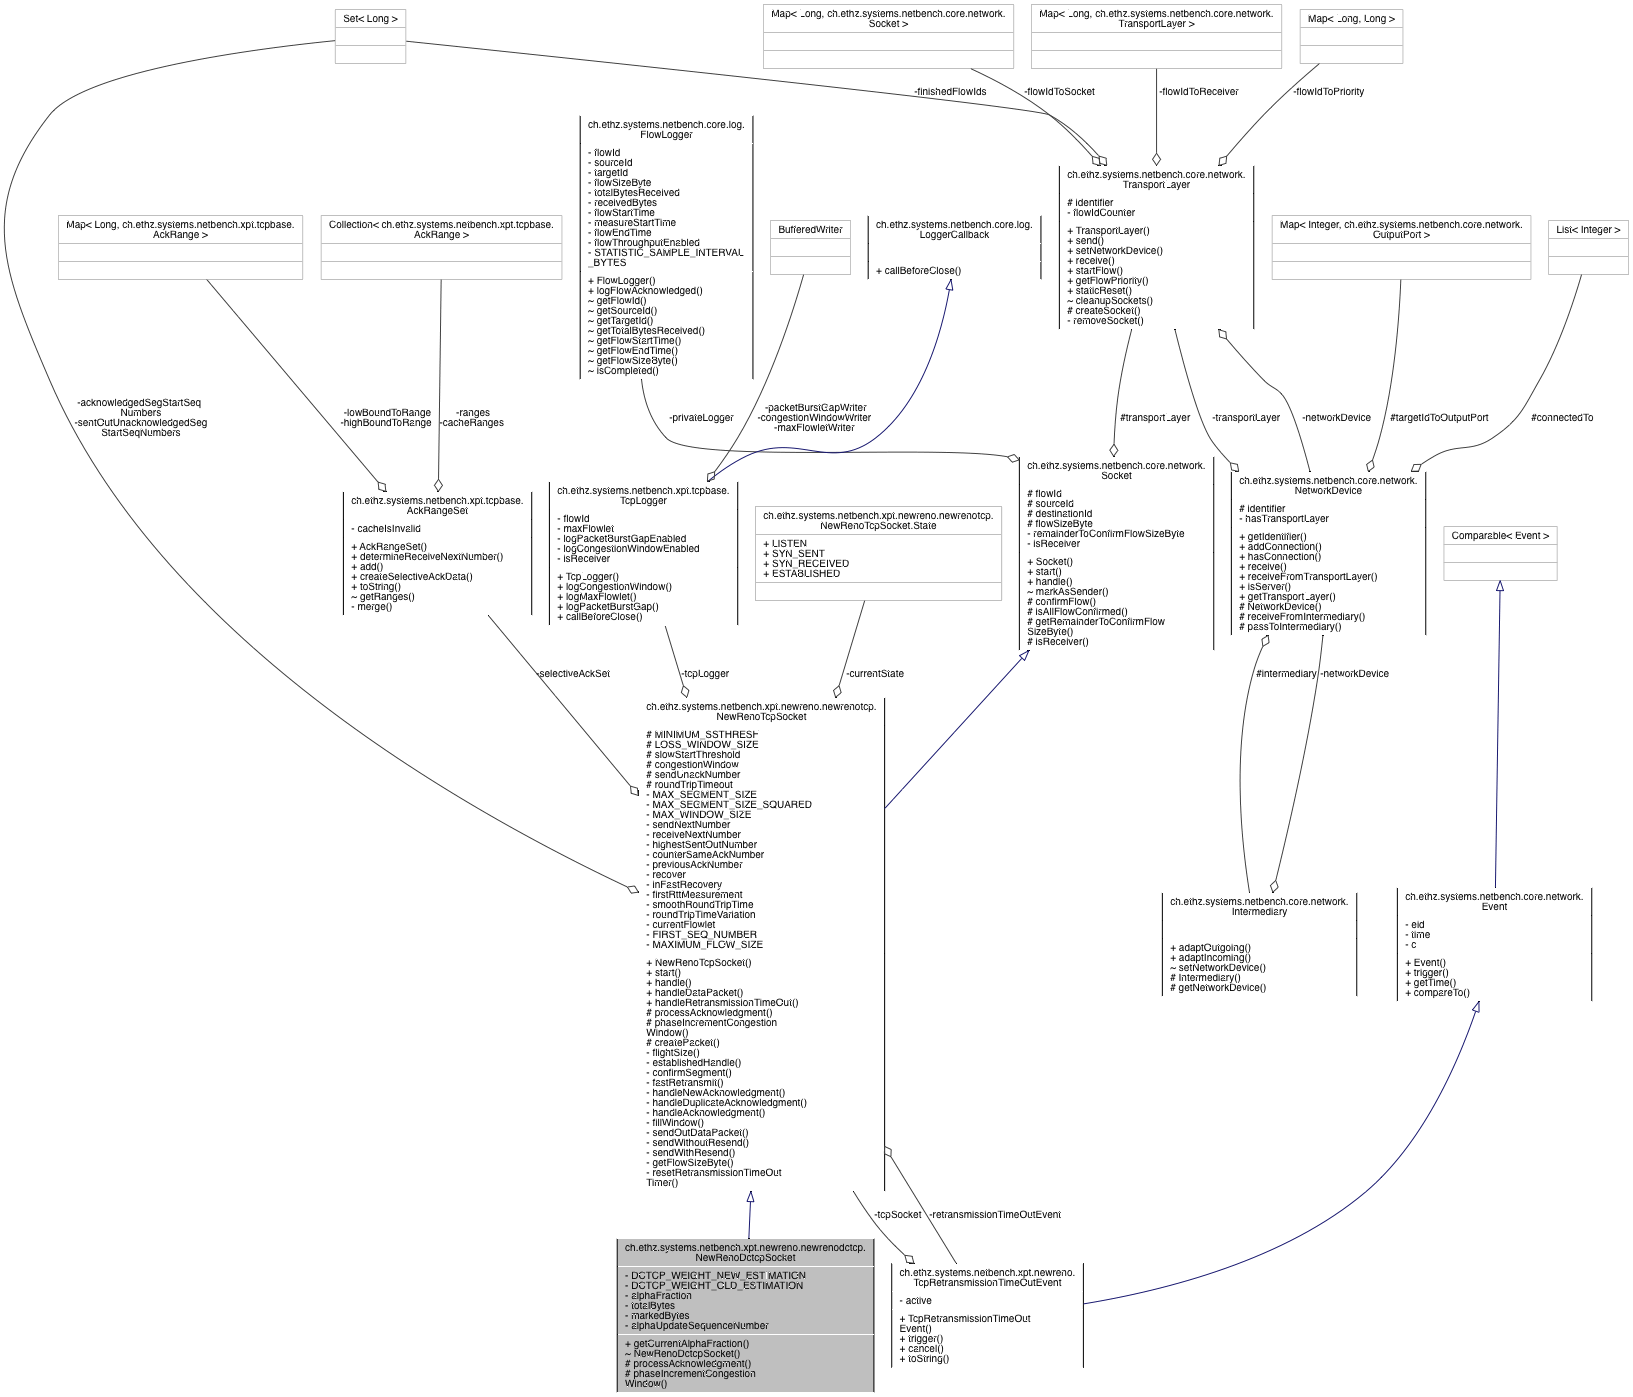 Set< Long >
Map< Long, ch.ethz.systems.netbench.core.network.
Socket >
Map< Long, ch.ethz.systems.netbench.core.network.
TransportLayer >
Map< Long, Long >
-finishedFlowIds
-flowIdToSocket
-flowIdToReceiver
-flowIdToPriority
ch.ethz.systems.netbench.core.log.
FlowLogger
- flowId
- sourceId
- targetId
- flowSizeByte
- totalBytesReceived
- receivedBytes
- flowStartTime
- measureStartTime
- flowEndTime
- flowThroughputEnabled
- STATISTIC_SAMPLE_INTERVAL
_BYTES
+ FlowLogger()
+ logFlowAcknowledged()
~ getFlowId()
~ getSourceId()
~ getTargetId()
~ getTotalBytesReceived()
~ getFlowStartTime()
~ getFlowEndTime()
~ getFlowSizeByte()
~ isCompleted()
ch.ethz.systems.netbench.core.network.
TransportLayer
# identifier
- flowIdCounter
+ TransportLayer()
+ send()
+ setNetworkDevice()
+ receive()
+ startFlow()
+ getFlowPriority()
+ staticReset()
~ cleanupSockets()
# createSocket()
- removeSocket()
Map< Long, ch.ethz.systems.netbench.xpt.tcpbase.
AckRange >
Collection< ch.ethz.systems.netbench.xpt.tcpbase.
AckRange >
BufferedWriter
ch.ethz.systems.netbench.core.log.
LoggerCallback
+ callBeforeClose()
Map< Integer, ch.ethz.systems.netbench.core.network.
OutputPort >
List< Integer >
-acknowledgedSegStartSeq
Numbers
-sentOutUnacknowledgedSeg
StartSeqNumbers
-lowBoundToRange
-highBoundToRange
-ranges
-cacheRanges
-privateLogger
-packetBurstGapWriter
-congestionWindowWriter
-maxFlowletWriter
#transportLayer
-transportLayer
-networkDevice
#targetIdToOutputPort
#connectedTo
ch.ethz.systems.netbench.xpt.tcpbase.
AckRangeSet
- cacheIsInvalid
+ AckRangeSet()
+ determineReceiveNextNumber()
+ add()
+ createSelectiveAckData()
+ toString()
~ getRanges()
- merge()
ch.ethz.systems.netbench.xpt.tcpbase.
TcpLogger
- flowId
- maxFlowlet
- logPacketBurstGapEnabled
- logCongestionWindowEnabled
- isReceiver
+ TcpLogger()
+ logCongestionWindow()
+ logMaxFlowlet()
+ logPacketBurstGap()
+ callBeforeClose()
ch.ethz.systems.netbench.xpt.newreno.newrenotcp.
NewRenoTcpSocket.State
+ LISTEN
+ SYN_SENT
+ SYN_RECEIVED
+ ESTABLISHED
ch.ethz.systems.netbench.core.network.
Socket
# flowId
# sourceId
# destinationId
# flowSizeByte
- remainderToConfirmFlowSizeByte
- isReceiver
+ Socket()
+ start()
+ handle()
~ markAsSender()
# confirmFlow()
# isAllFlowConfirmed()
# getRemainderToConfirmFlow
SizeByte()
# isReceiver()
ch.ethz.systems.netbench.core.network.
NetworkDevice
# identifier
- hasTransportLayer
+ getIdentifier()
+ addConnection()
+ hasConnection()
+ receive()
+ receiveFromTransportLayer()
+ isServer()
+ getTransportLayer()
# NetworkDevice()
# receiveFromIntermediary()
# passToIntermediary()
Comparable< Event >
-selectiveAckSet
-tcpLogger
-currentState
#intermediary
-networkDevice
ch.ethz.systems.netbench.xpt.newreno.newrenotcp.
NewRenoTcpSocket
# MINIMUM_SSTHRESH
# LOSS_WINDOW_SIZE
# slowStartThreshold
# congestionWindow
# sendUnackNumber
# roundTripTimeout
- MAX_SEGMENT_SIZE
- MAX_SEGMENT_SIZE_SQUARED
- MAX_WINDOW_SIZE
- sendNextNumber
- receiveNextNumber
- highestSentOutNumber
- counterSameAckNumber
- previousAckNumber
- recover
- inFastRecovery
- firstRttMeasurement
- smoothRoundTripTime
- roundTripTimeVariation
- currentFlowlet
- FIRST_SEQ_NUMBER
- MAXIMUM_FLOW_SIZE
+ NewRenoTcpSocket()
+ start()
+ handle()
+ handleDataPacket()
+ handleRetransmissionTimeOut()
# processAcknowledgment()
# phaseIncrementCongestion
Window()
# createPacket()
- flightSize()
- establishedHandle()
- confirmSegment()
- fastRetransmit()
- handleNewAcknowledgment()
- handleDuplicateAcknowledgment()
- handleAcknowledgment()
- fillWindow()
- sendOutDataPacket()
- sendWithoutResend()
- sendWithResend()
- getFlowSizeByte()
- resetRetransmissionTimeOut
Timer()
ch.ethz.systems.netbench.core.network.
Intermediary
+ adaptOutgoing()
+ adaptIncoming()
~ setNetworkDevice()
# Intermediary()
# getNetworkDevice()
ch.ethz.systems.netbench.core.network.
Event
- eid
- time
- c
+ Event()
+ trigger()
+ getTime()
+ compareTo()
-tcpSocket
-retransmissionTimeOutEvent
ch.ethz.systems.netbench.xpt.newreno.newrenodctcp.
NewRenoDctcpSocket
- DCTCP_WEIGHT_NEW_ESTIMATION
- DCTCP_WEIGHT_OLD_ESTIMATION
- alphaFraction
- totalBytes
- markedBytes
- alphaUpdateSequenceNumber
+ getCurrentAlphaFraction()
~ NewRenoDctcpSocket()
# processAcknowledgment()
# phaseIncrementCongestion
Window()
ch.ethz.systems.netbench.xpt.newreno.
TcpRetransmissionTimeOutEvent
- active
+ TcpRetransmissionTimeOut
Event()
+ trigger()
+ cancel()
+ toString()